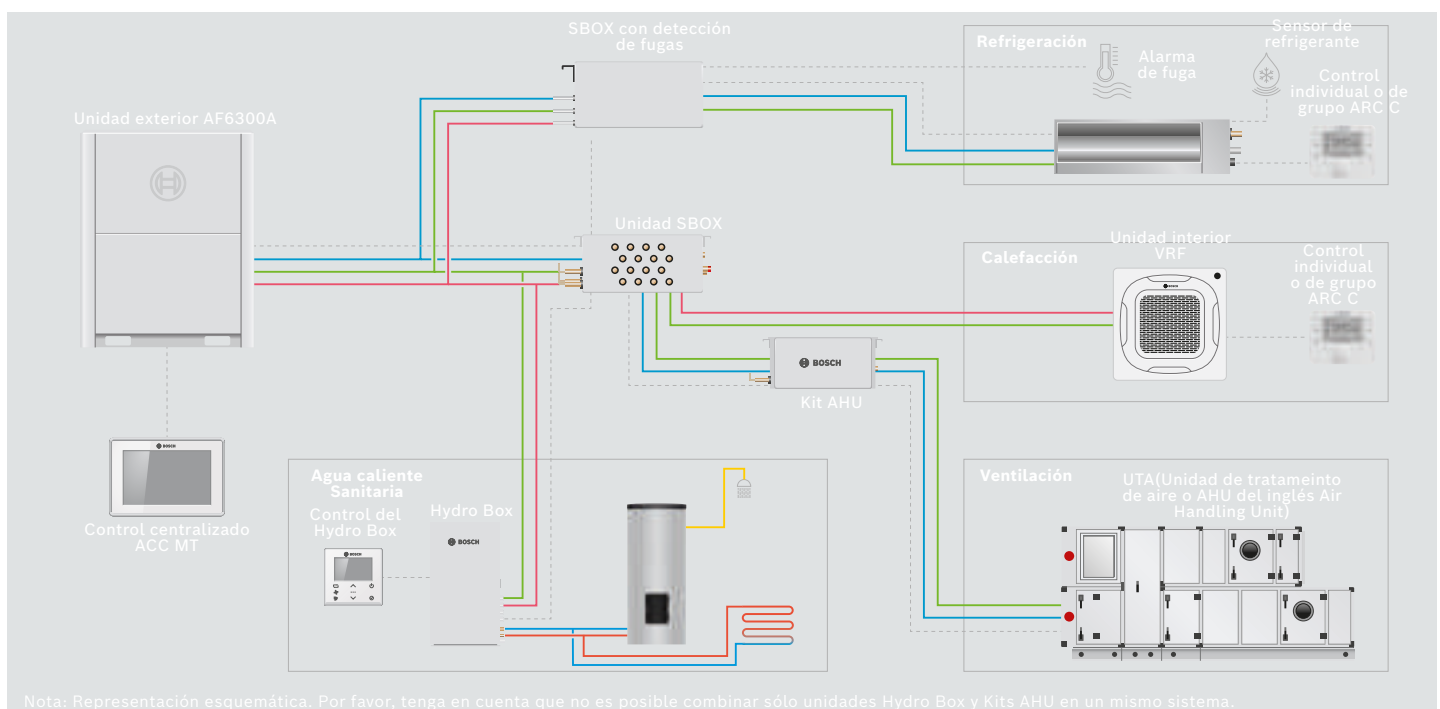 SBOX con detección
de fugas
Refrigeración
Sensor de
refrigerante
Alarma
de fuga
Control
individual o de
grupo ARC C
Unidad exterior AF6300A
Unidad SBOX
Calefacción
Unidad interior
VRF
Control
individual
o de grupo
ARC C
BOSCH
BOSCH
Kit AHU
BOSCH
Control centralizado
ACC MT
Agua caliente
Sanitaria
Control del
Hydro Box
BOSCH
Hydro Box
BOSCH
Ventilación
UTA(Unidad de tratameinto
de aire o AHU del inglés Air
Handling Unit)
Nota: Representación esquemática. Por favor, tenga en cuenta que no es posible combinar sólo unidades Hydro Box y Kits AHU en un mismo sistema.